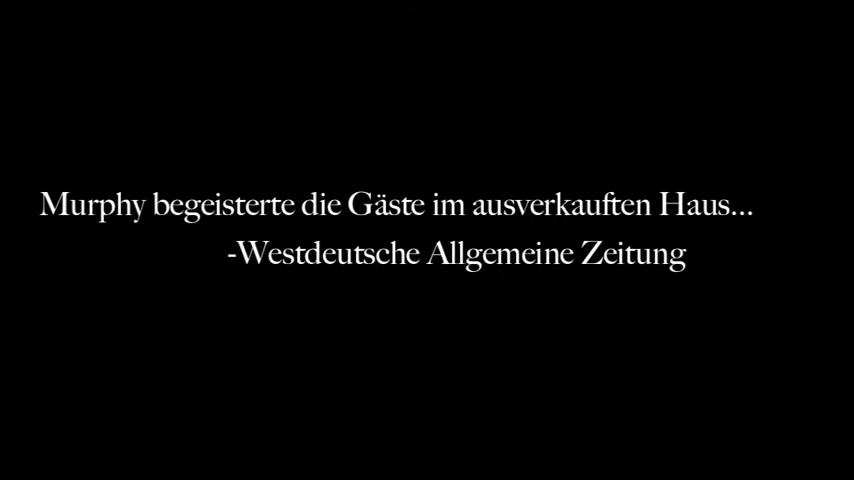 Murphy begeisterte die Gäste im ausverkauften Haus...
-Westdeutsche Allgemeine Zeitung